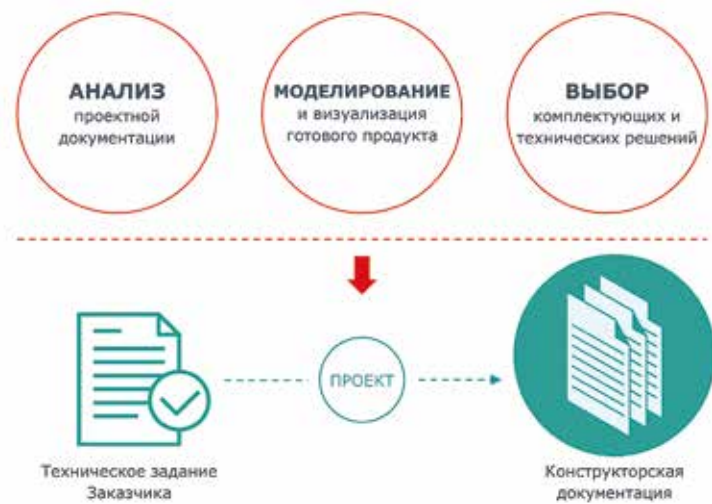 АНАЛИЗ
проектной
документации
МОДЕЛИРОВАНИЕ
и визуализация
готового продукта
ВЫБОР
комплектующих и
технических решений
ПРОЕКТ
Техническое задание
Заказчика
Конструкторская
документация